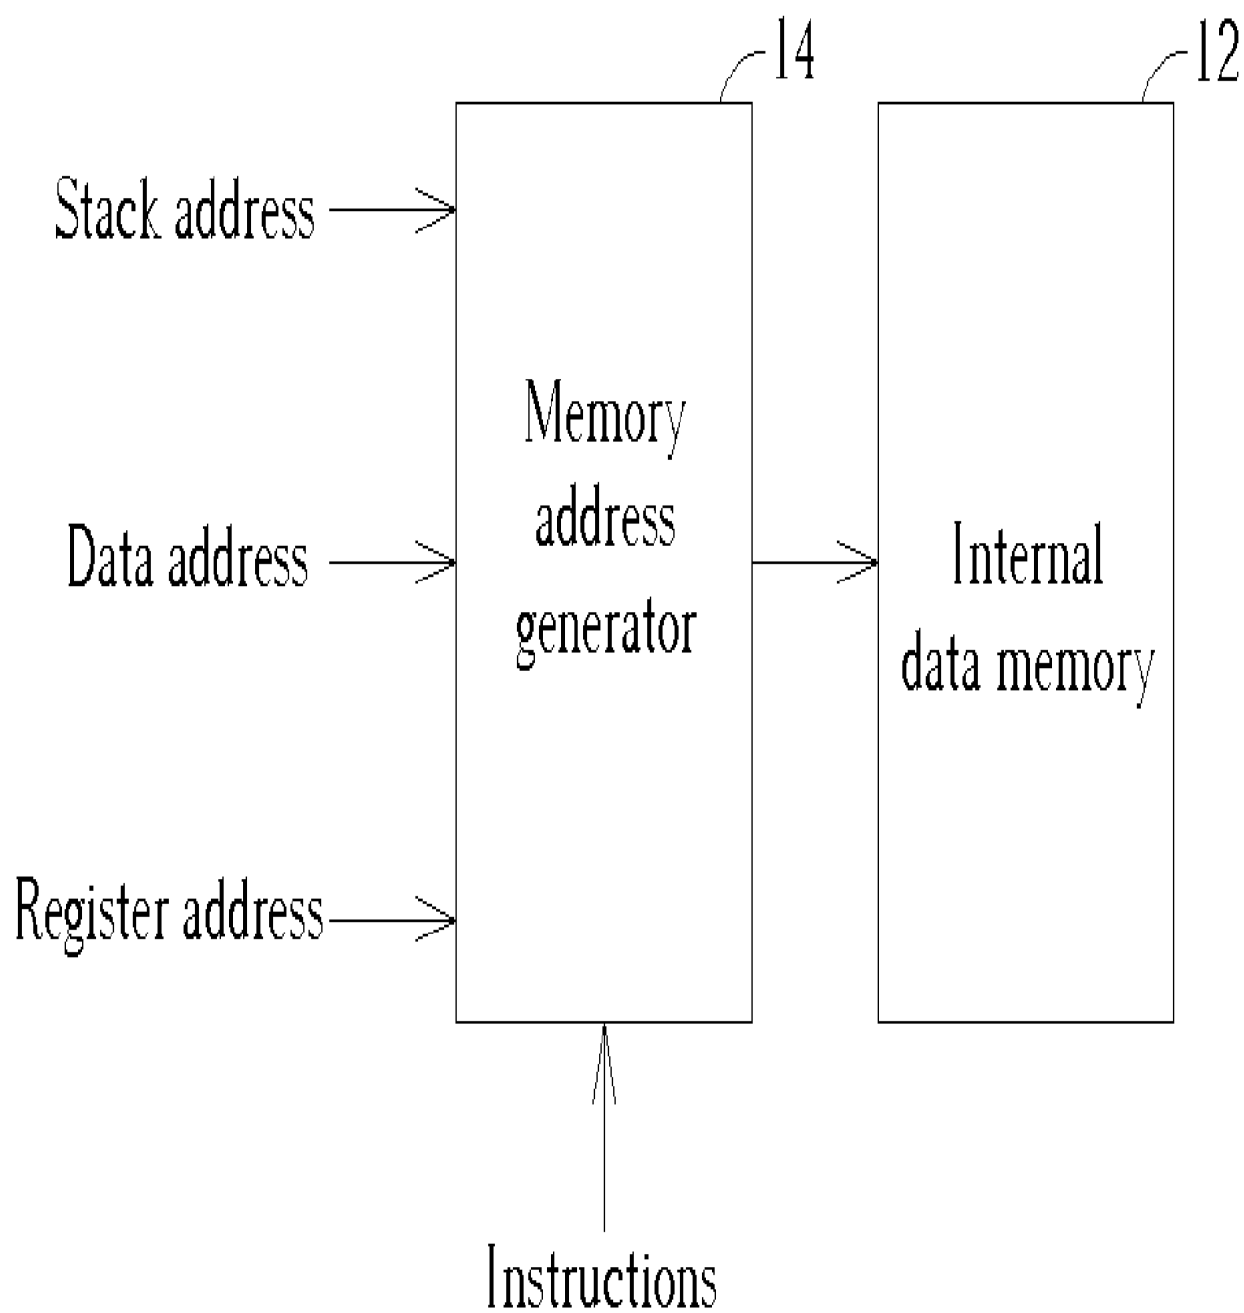 14
12
Stack address
Memory
address
generator
Data address
Internal
data memory
Register address
Instructions